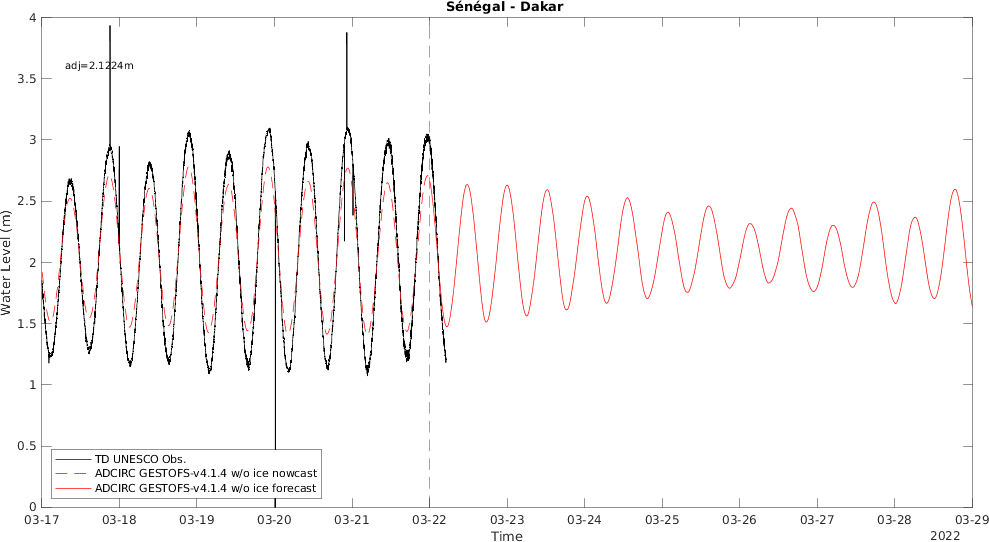 Sénégal - Dakar
4
3.5
3
2.5
2
1.5
1
0.5
0
Water Level (m)
adj=2.1224m
TD UNESCO Obs.
ADCIRC GESTOFS-v4.1.4 w/o ice nowcast
ADCIRC GESTOFS-v4.1.4 w/o ice forecast
03-17 03-18 03-19 03-20 03-21 03-22 03-23 03-24 03-25 03-26 03-27 03-28 03-29
Time
2022